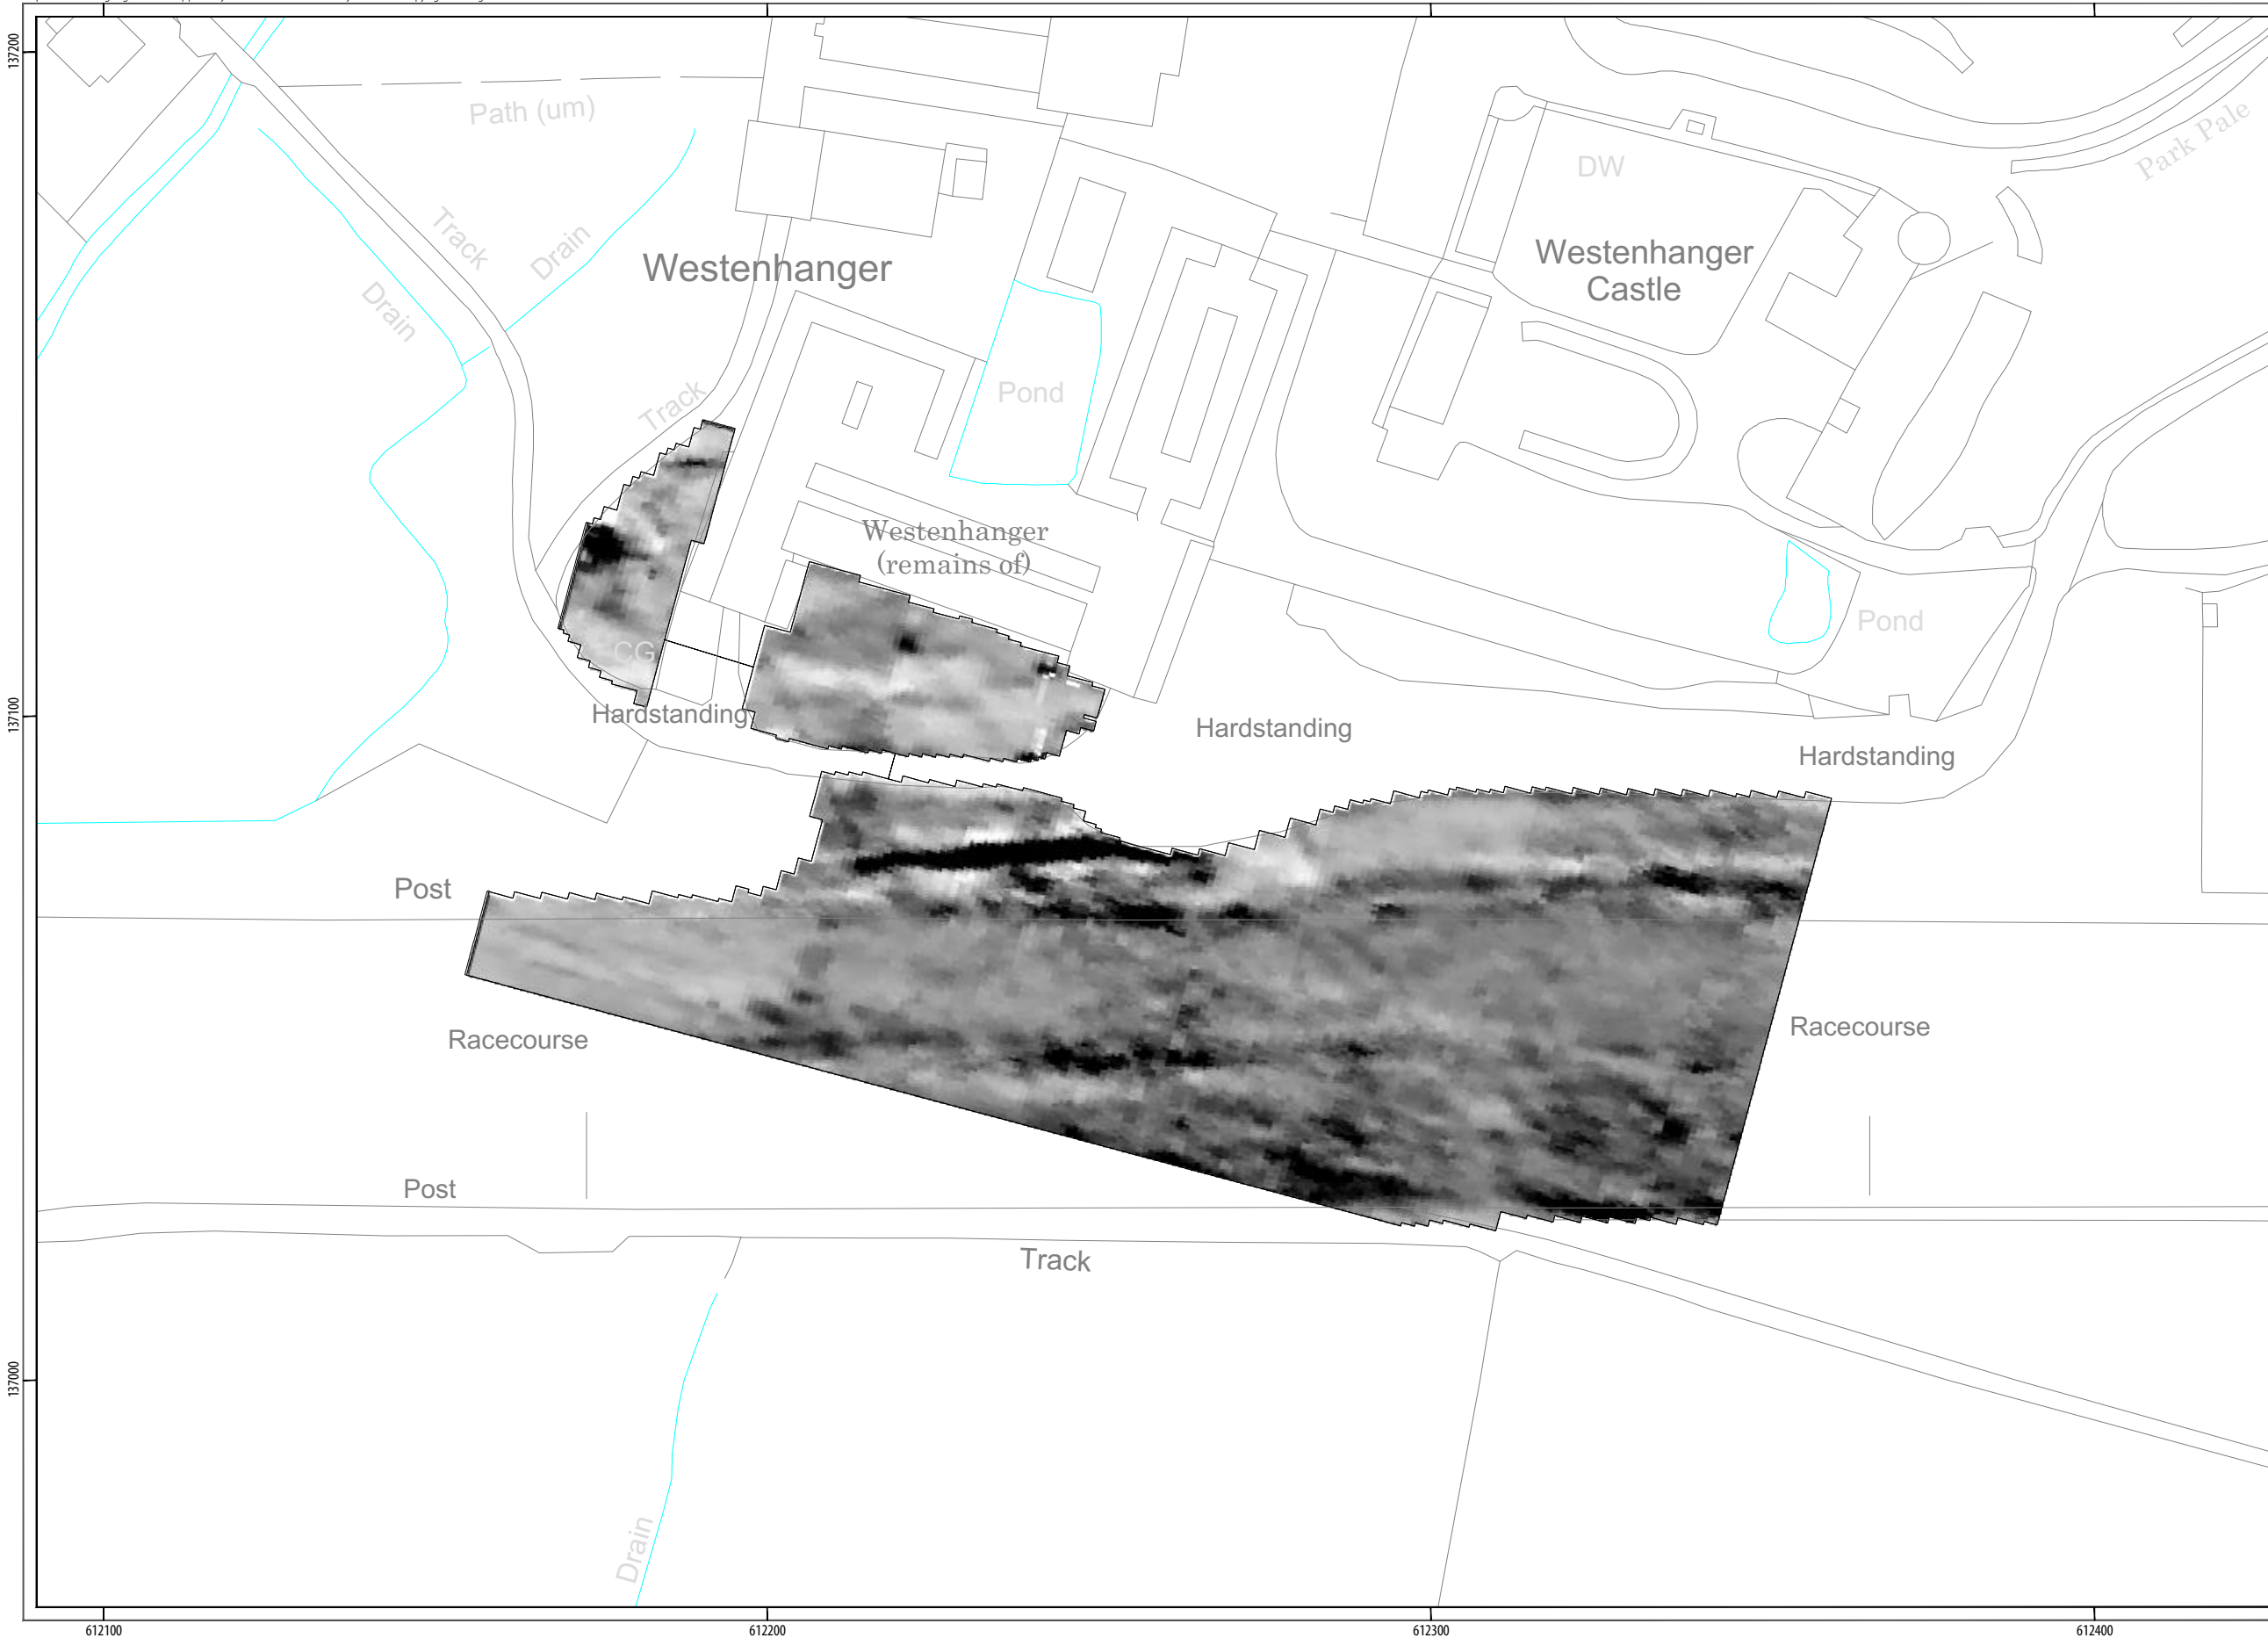 137200
Path (um)
Park Pale
DW
Track
Drain
Westenhanger
Westenhanger
Castle
Drain
Track
Pond
Westenhanger
(remains of)
Pond
CG
137100
Hardstanding
Hardstanding
Hardstanding
Post
Racecourse
Racecourse
Post
Track
137000
Drain
612100
612200
612300
612400